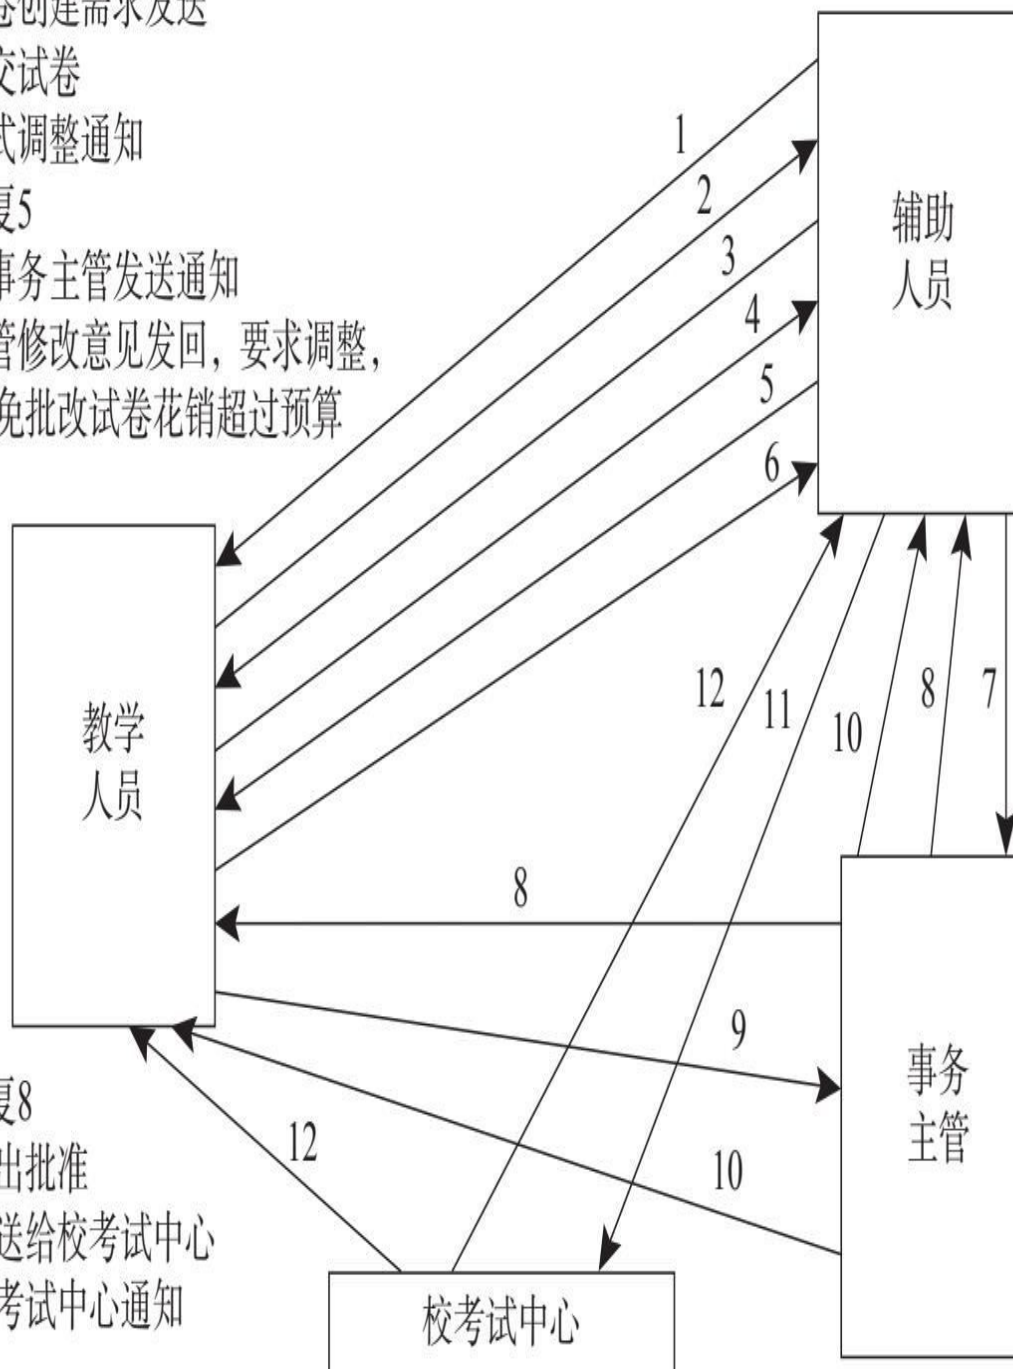 卷创建需求发送
交试卷
式调整通知
复5
事务主管发送通知
管修改意见发回，要求调整，
免批改试卷花销超过预算
1
2
3
4
5
6
辅助
人员
教学
人员
12
11
10
8
7
8
9
10
12
事务
主管
复8
出批准
送给校考试中心
考试中心通知
校考试中心